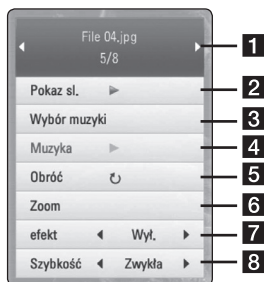 File 04.jpg
1
5/8
Pokaz sl.
2
Wybór muzyki
3
Muzyka
4
Obróć
5
Zoom
6
efekt Wył.
7
Szybkość Zwykła
8